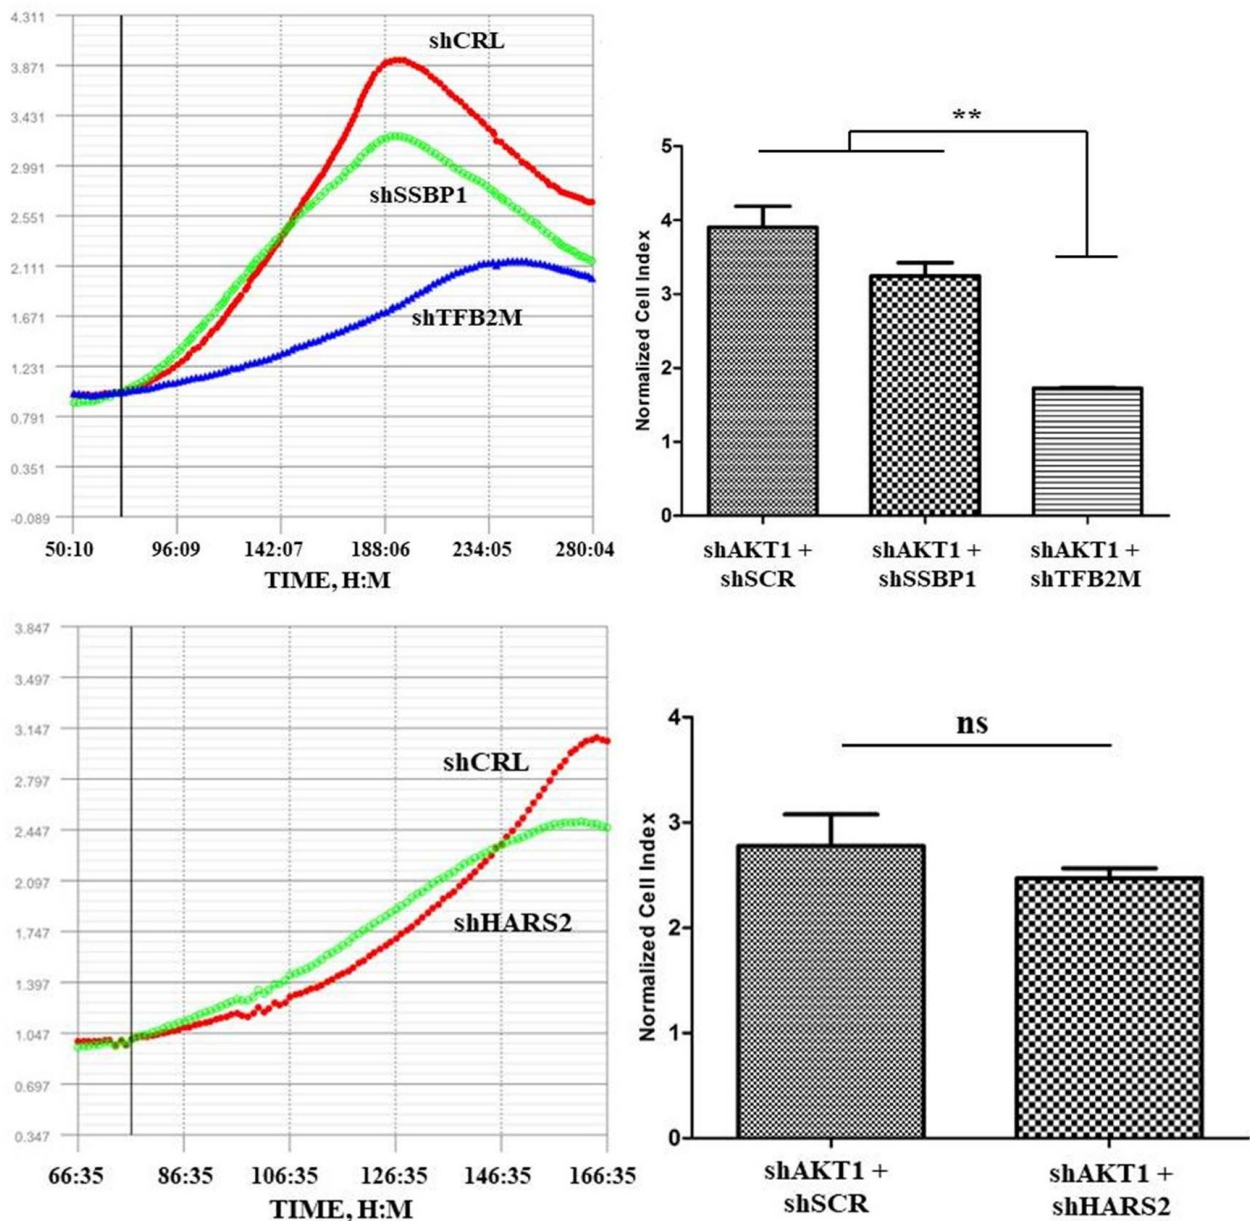 4.311
3.871
3.431
2.991
2.551
2.111
1.671
1.231
0.791
0.351
-0.089
shCRL
shSSBP1
shTFB2M
50:10 96:09 142:07 188:06 234:05 280:04
TIME, H:M
**
Normalized Cell Index
5
4
3
2
1
0
shAKT1 + shAKT1 + shAKT1 +
shSCR shSSBP1 shTFB2M
3.847
3.497
3.147
2.797
2.447
2.097
1.747
1.397
1.047
0.697
0.347
shCRL
shHARS2
66:35 86:35 106:35 126:35 146:35 166:35
TIME, H:M
ns
Normalized Cell Index
4
3
2
1
0
shAKT1 + shAKT1 +
shSCR shHARS2